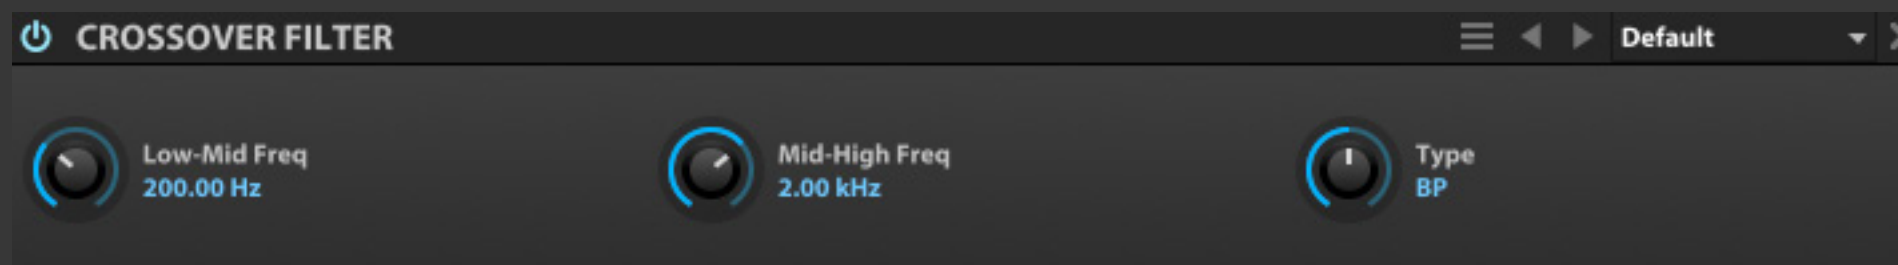 CROSSOVER FILTER
Default
Low-Mid Freq
200.00 Hz
Mid-High Freq
2.00 kHz
Type
BP